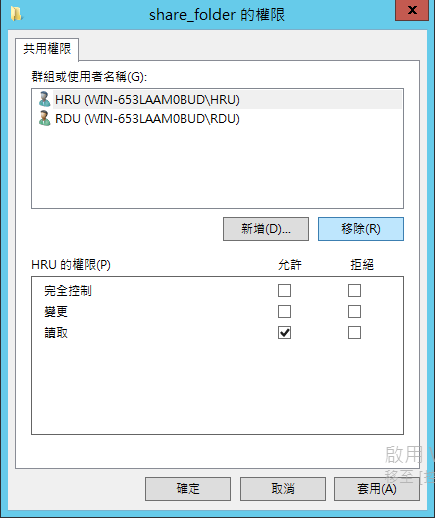 share_folder 的權限
x
共用權限
群組或使用者名稱(G):
HRU (WIN-653LAAM0BUD\HRU)
RDU (WIN-653LAAM0BUD\RDU)
新增(D)... 移除(R)
HRU 的權限(P) 允許 拒絕
完全控制
變更
讀取
啟用
移至
確定 取消 套用(A)